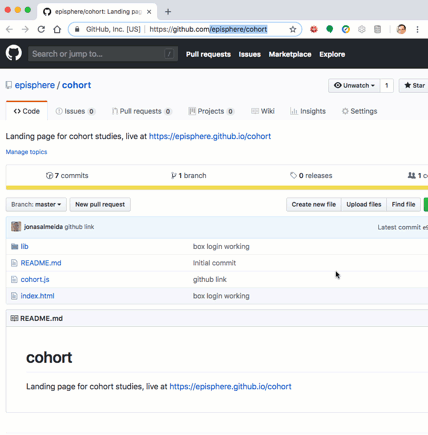 episphere/cohort: Landing pag
GitHub, Inc. [US] | https://github.com/episphere/cohort
Search or jump to... /
Pull requests Issues Marketplace Explore
episphere / cohort
Unwatch 1 Star
Code Issues 0 Pull requests 0 Projects 0 Wiki Insights Settings
Landing page for cohort studies, live at https://episphere.github.io/cohort
Manage topics
7 commits 1 branch 0 releases 1 c
Branch: master New pull request Create new file Upload files Find file
jonasalmeida github link Latest commit
lib box login working
README.md Initial commit
cohort.js github link
index.html box login working
README.md
cohort
Landing page for cohort studies, live at https://episphere.github.io/cohort